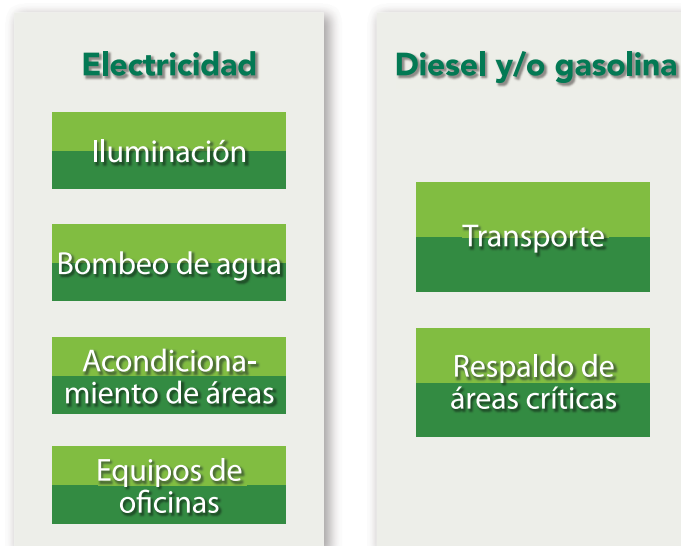 Electricidad
Iluminación
Bombeo de agua
Acondiciona-
miento de áreas
Equipos de
oficinas
Diesel y/o gasolina
Transporte
Respaldo de
áreas críticas